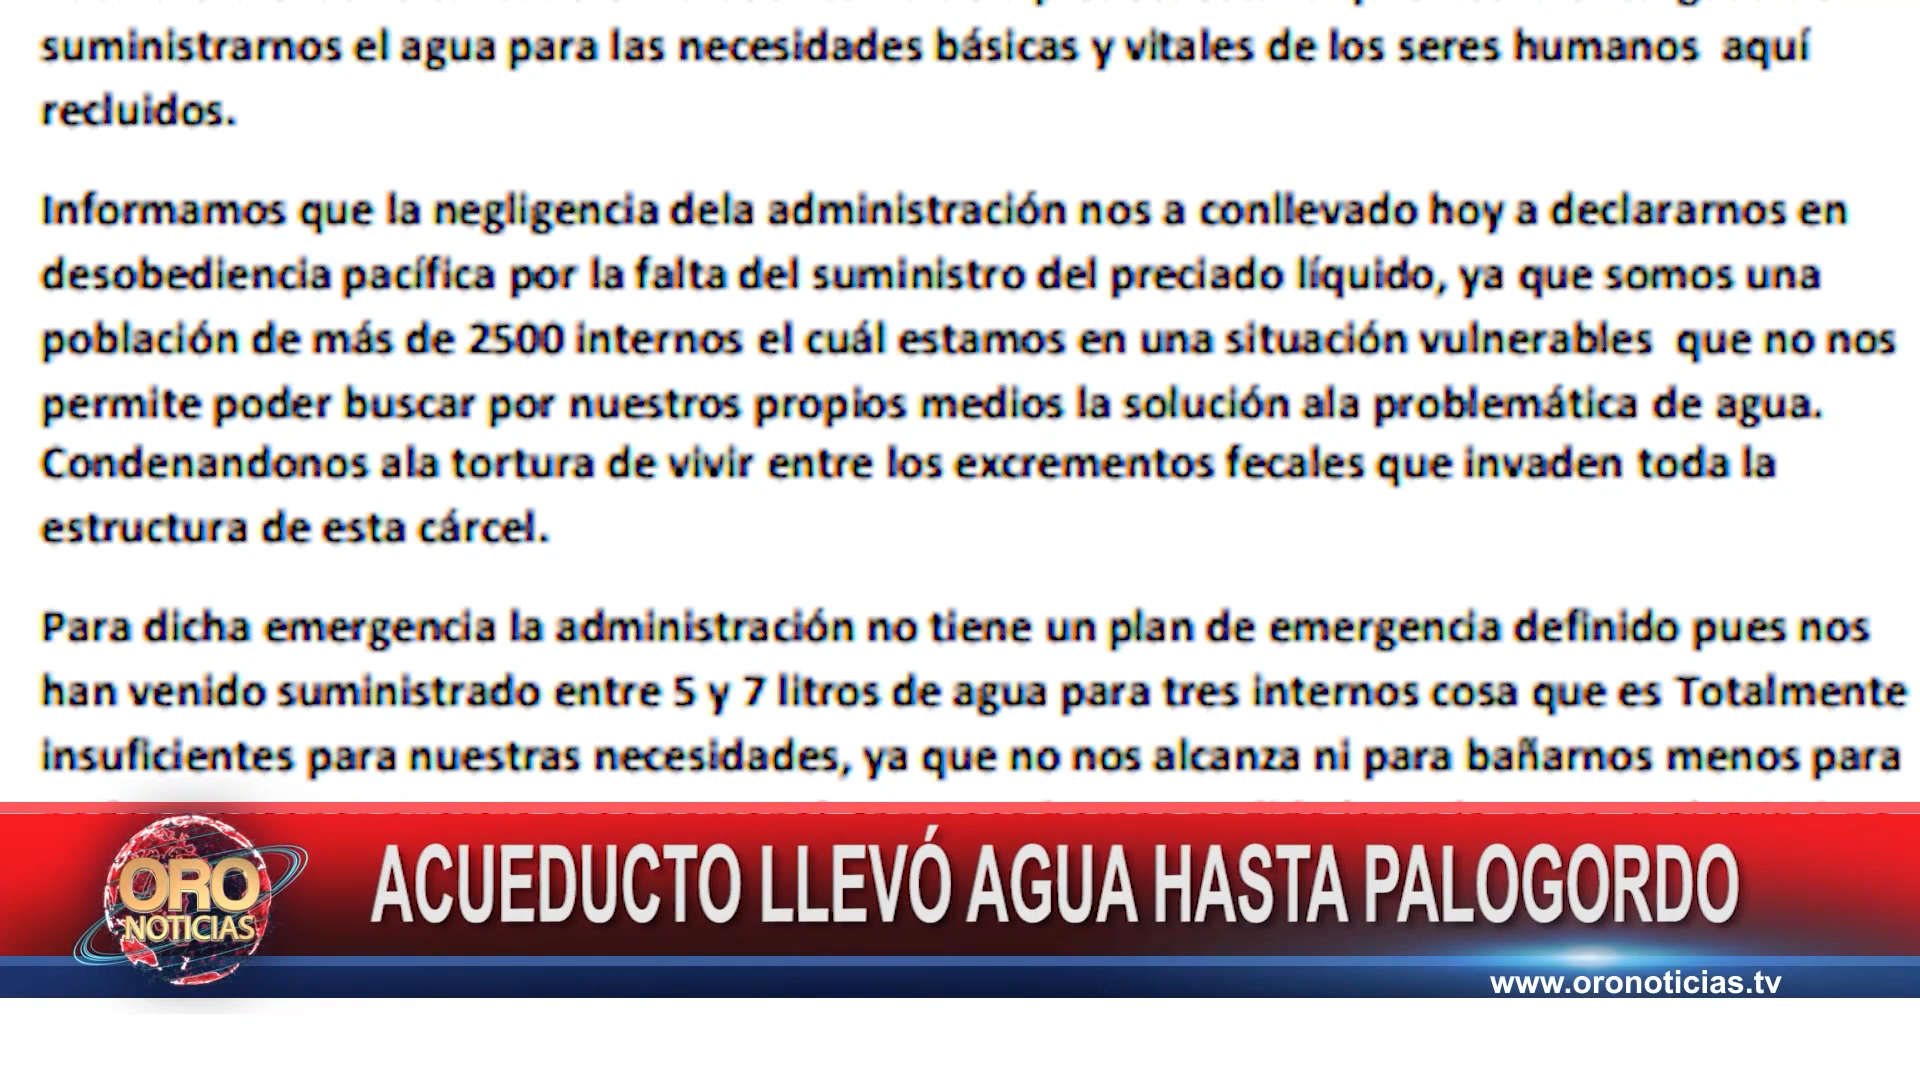 suministrarnos el agua para las necesidades básicas y vitales de los seres humanos aquí
recluidos.
Informamos que la negligencia dela administración nos a conllevado hoy a declararnos en
desobediencia pacífica por la falta del suministro del preciado líquido, ya que somos una
población de más de 2500 internos el cuál estamos en una situación vulnerables que no nos
permite poder buscar por nuestros propios medios la solución ala problemática de agua.
Condenandonos ala tortura de vivir entre los excrementos fecales que invaden toda la
estructura de esta cárcel.
Para dicha emergencia la administración no tiene un plan de emergencia definido pues nos
han venido suministrado entre 5 y 7 litros de agua para tres internos cosa que es Totalmente
insuficientes para nuestras necesidades, ya que no nos alcanza ni para bañarnos menos para
ORO
NOTICIAS
ACUEDUCTO LLEVÓ AGUA HASTA PALOGORDO
www.oronoticias.tv